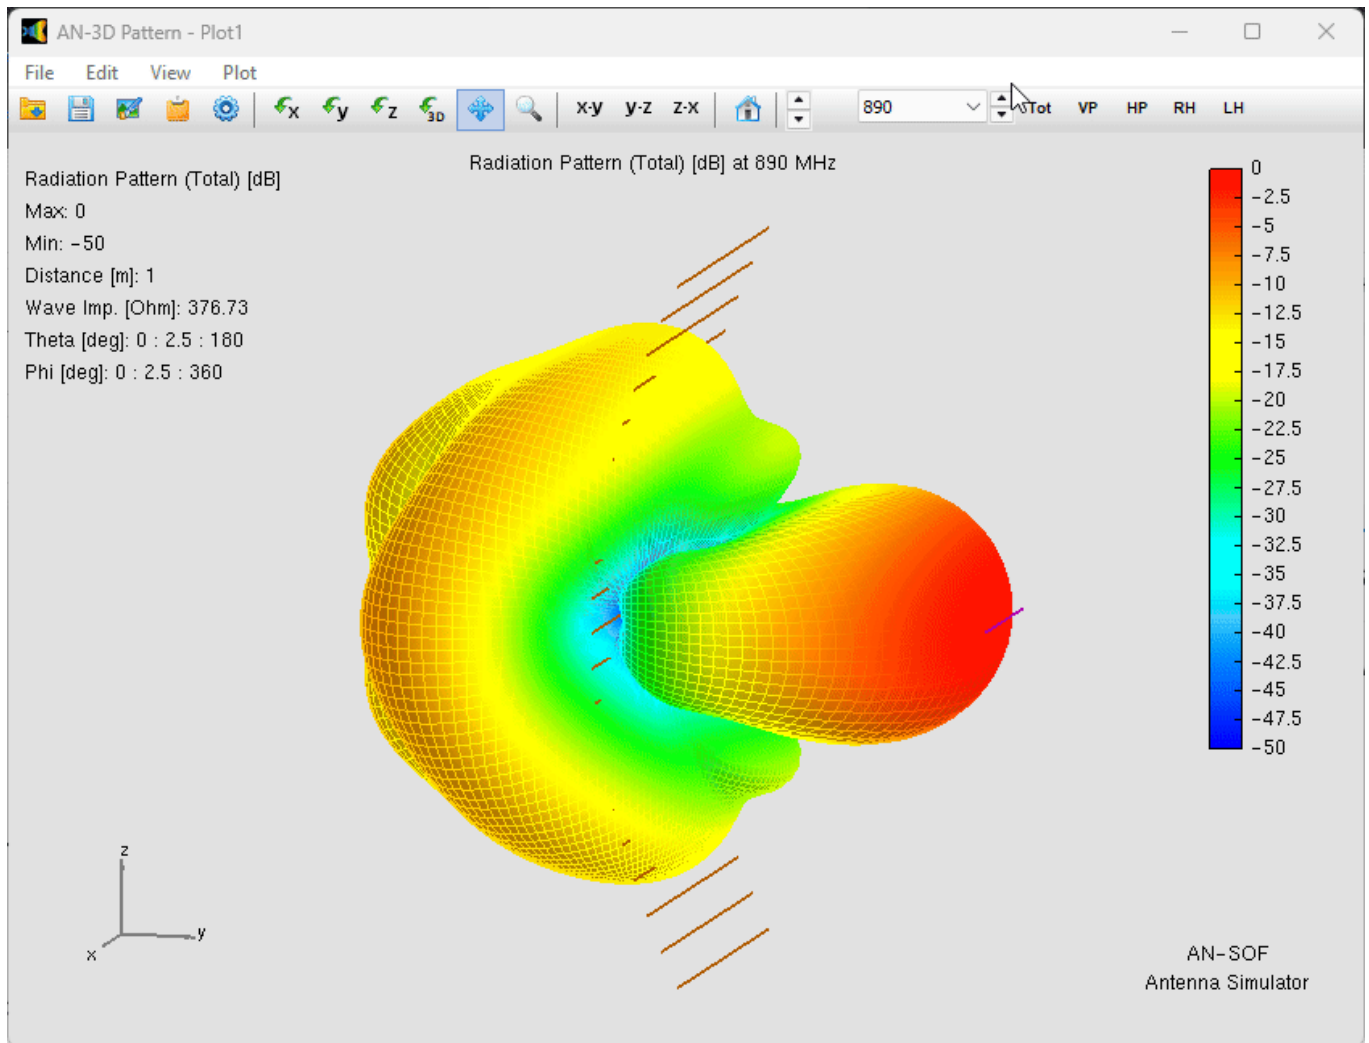 AN-3D Pattern - Plot1
File Edit View Plot
x y z 3D x-y y-z z-x 890 Tot VP HP RH LH
Radiation Pattern (Total) [dB] at 890 MHz
Radiation Pattern (Total) [dB]
Max: 0
Min: -50
Distance [m]: 1
Wave Imp. [Ohm]: 376.73
Theta [deg]: 0 : 2.5 : 180
Phi [deg]: 0 : 2.5 : 360
0
-2.5
-5
-7.5
-10
-12.5
-15
-17.5
-20
-22.5
-25
-27.5
-30
-32.5
-35
-37.5
-40
-42.5
-45
-47.5
-50
z
y
x
AN-SOF
Antenna Simulator